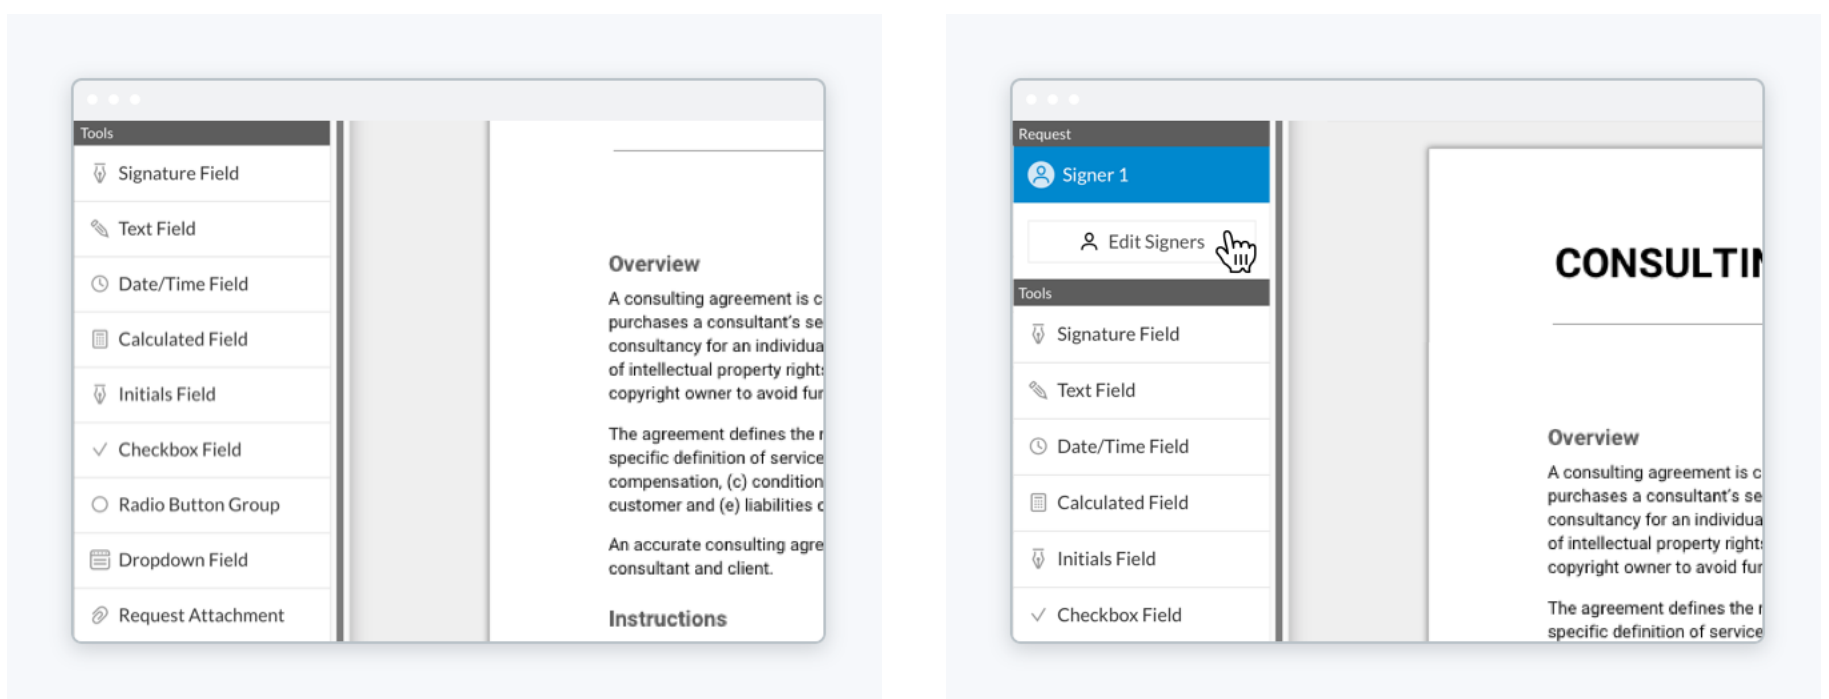 Tools
Signature Field
Text Field
Date/Time Field
Calculated Field
Initials Field
Checkbox Field
Radio Button Group
Dropdown Field
Request Attachment
Overview
A consulting agreement is c
purchases a consultant's se
consultancy for an individua
of intellectual property right
copyright owner to avoid fur
The agreement defines the r
specific definition of service
compensation, (c) condition
customer and (e) liabilities c
An accurate consulting agre
consultant and client.
Instructions
Request
Signer 1
Edit Signers
Tools
Signature Field
Text Field
Date/Time Field
Calculated Field
Initials Field
Checkbox Field
CONSULTIN
Overview
A consulting agreement is c
purchases a consultant's se
consultancy for an individua
of intellectual property right
copyright owner to avoid fur
The agreement defines the r
specific definition of service